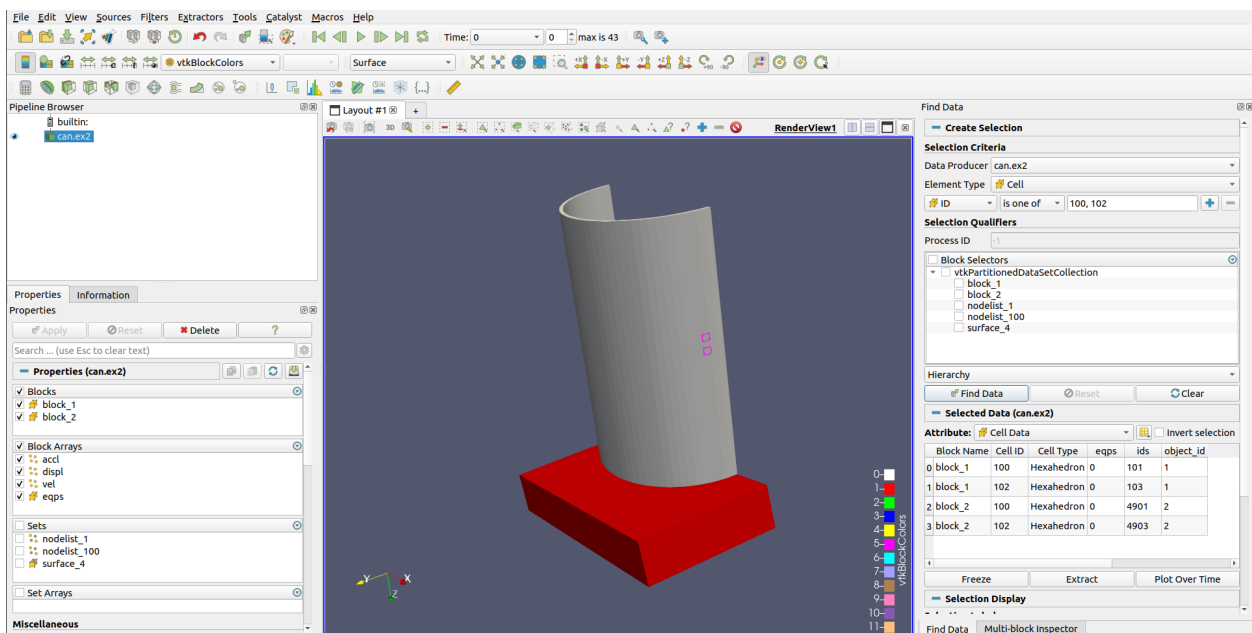 File Edit View Sources Filters Extractors Tools Catalyst Macros Help
Time: 0 0 max is 43
vtkBlockColors Surface
Pipeline Browser
builtin:
can.ex2
Properties Information
Properties
Apply Reset Delete ?
Search ... (use Esc to clear text)
Properties (can.ex2)
Blocks
block_1
block_2
Block Arrays
accl
displ
vel
eqps
Sets
nodelist_1
nodelist_100
surface_4
Set Arrays
Miscellaneous
Layout #1 +
3D RenderView1
0
1
2
3
4
5
6
7
8
9
10
11
vtkBlockColors
Y X
Z
Find Data
Create Selection
Selection Criteria
Data Producer can.ex2
Element Type Cell
ID is one of 100, 102
Selection Qualifiers
Process ID -1
Block Selectors
vtkPartitionedDataSetCollection
block_1
block_2
nodelist_1
nodelist_100
surface_4
Hierarchy
Find Data Reset Clear
Selected Data (can.ex2)
Attribute: Cell Data Invert selection
Block Name Cell ID Cell Type eqps ids object_id
0 block_1 100 Hexahedron 0 101 1
1 block_1 102 Hexahedron 0 103 1
2 block_2 100 Hexahedron 0 4901 2
3 block_2 102 Hexahedron 0 4903 2
Freeze Extract Plot Over Time
Selection Display
Find Data Multi-block Inspector